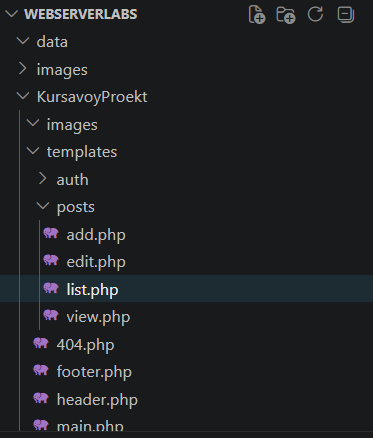 WEBSERVERLABS
data
images
KursavoyProekt
images
templates
auth
posts
add.php
edit.php
list.php
view.php
404.php
footer.php
header.php
main.php